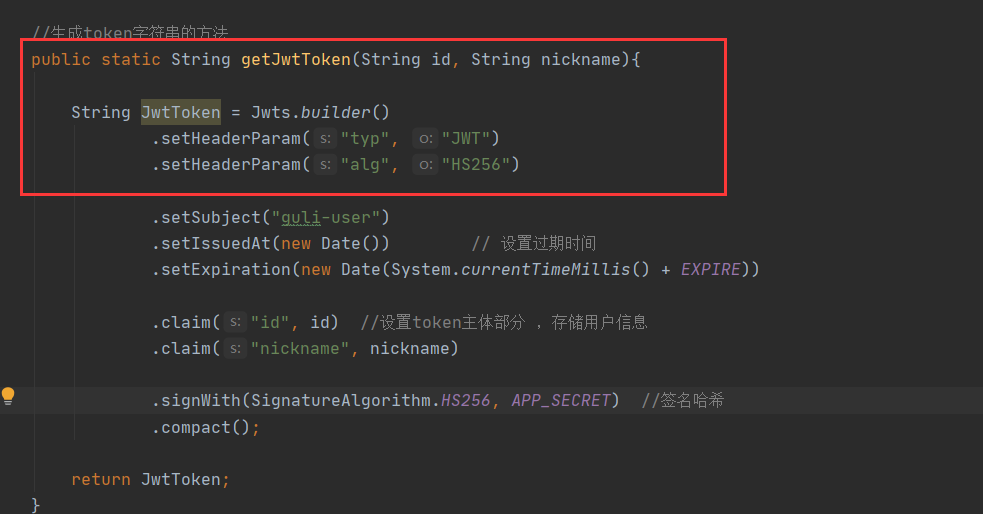 //生成token字符串的方法
public static String getJwtToken(String id, String nickname){
String JwtToken = Jwts.builder()
.setHeaderParam( s: "typ", o: "JWT")
.setHeaderParam( s: "alg", o: "HS256")
.setSubject("guli-user")
.setIssuedAt(new Date()) // 设置过期时间
.setExpiration(new Date(System.currentTimeMillis() + EXPIRE))
.claim( s: "id", id) //设置token主体部分 ，存储用户信息
.claim( s: "nickname", nickname)
.signWith(SignatureAlgorithm.HS256, APP_SECRET) //签名哈希
.compact();
return JwtToken;
}